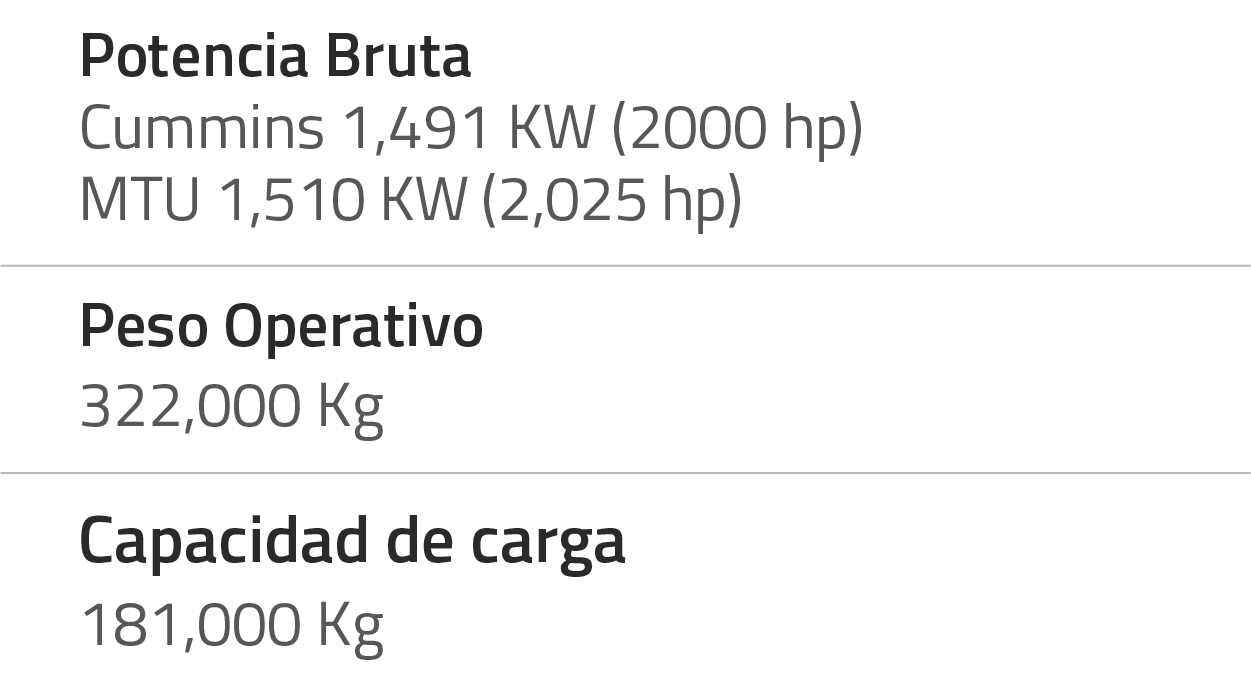 Potencia Bruta
Cummins 1,491 KW (2000 hp)
MTU 1,510 KW (2,025 hp)
Peso Operativo
322,000 Kg
Capacidad de carga
181,000 Kg